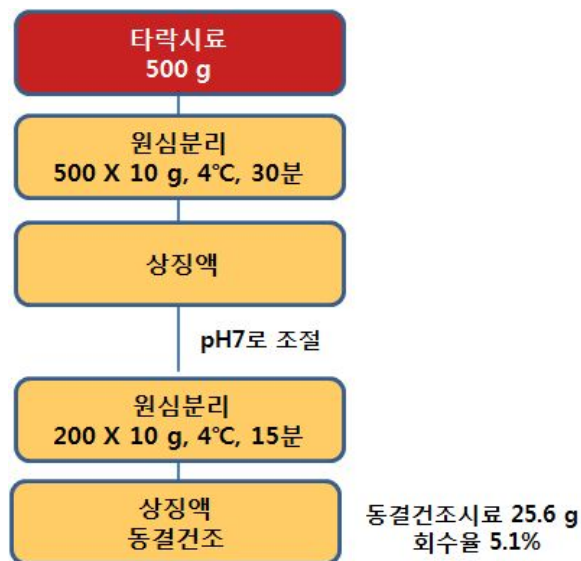 타락시료
500 g
원심분리
500 X 10 g, 4℃, 30분
상징액
pH7로 조절
원심분리
200 X 10 g, 4℃, 15분
상징액
동결건조
동결건조시료 25.6 g
회수율 5.1%